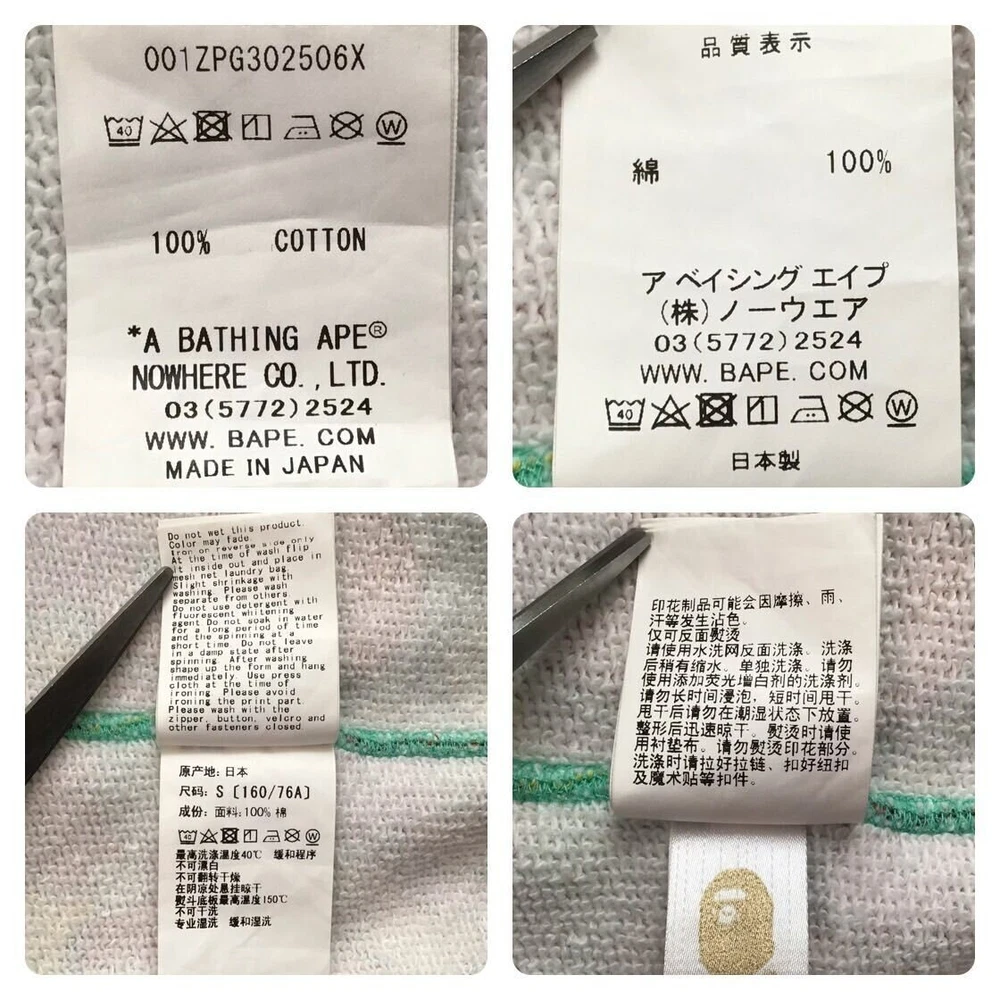 001ZPG302506X
40
W
100% COTTON
*A BATHING APE®
NOWHERE CO.,LTD.
03(5772)2524
WWW. BAPE. COM
MADE IN JAPAN
品質表示
綿 100%
ア ベイシング エイプ
(株)ノーウエア
03(5772)2524
WWW. BAPE. COM
40
W
日本製
Do not wet this product.
Color may fade.
Iron on reverse side only
At the time of wash flip
it inside out and place in
mesh net laundry bag.
Slight shrinkage with
washing. Please wash
separate from others.
Do not use detergent with
fluorescent whitening
agent Do not soak in water
for a long period of time
and the spinning at a
short time. Do not leave
in a damp state after
spinning. After washing
shape up the form and hang
immediately. Use press
cloth at the time of
ironing. Please avoid
ironing the print part.
Please wash with the
zipper, button, velcro and
other fasteners closed.
原产地: 日本
尺码: S [160/76A]
成份: 面料:100% 棉
40
W
最高洗涤温度40℃ 缓和程序
不可漂白
不可翻转干燥
在阴凉处悬挂晾干
熨斗底板最高温度150℃
不可干洗
专业湿洗 缓和湿洗
印花制品可能会因摩擦、雨、
汗等发生沾色。
仅可反面熨烫
请使用水洗网反面洗涤、洗涤
后稍有缩水。单独洗涤。请勿
使用添加荧光增白剂的洗涤剂。
请勿长时间浸泡，短时间甩干。
甩干后请勿在潮湿状态下放置。
整形后迅速晾干。熨烫时请使
用衬垫布。请勿熨烫印花部分。
洗涤时请拉好拉链、扣好纽扣
及魔术贴等扣件。